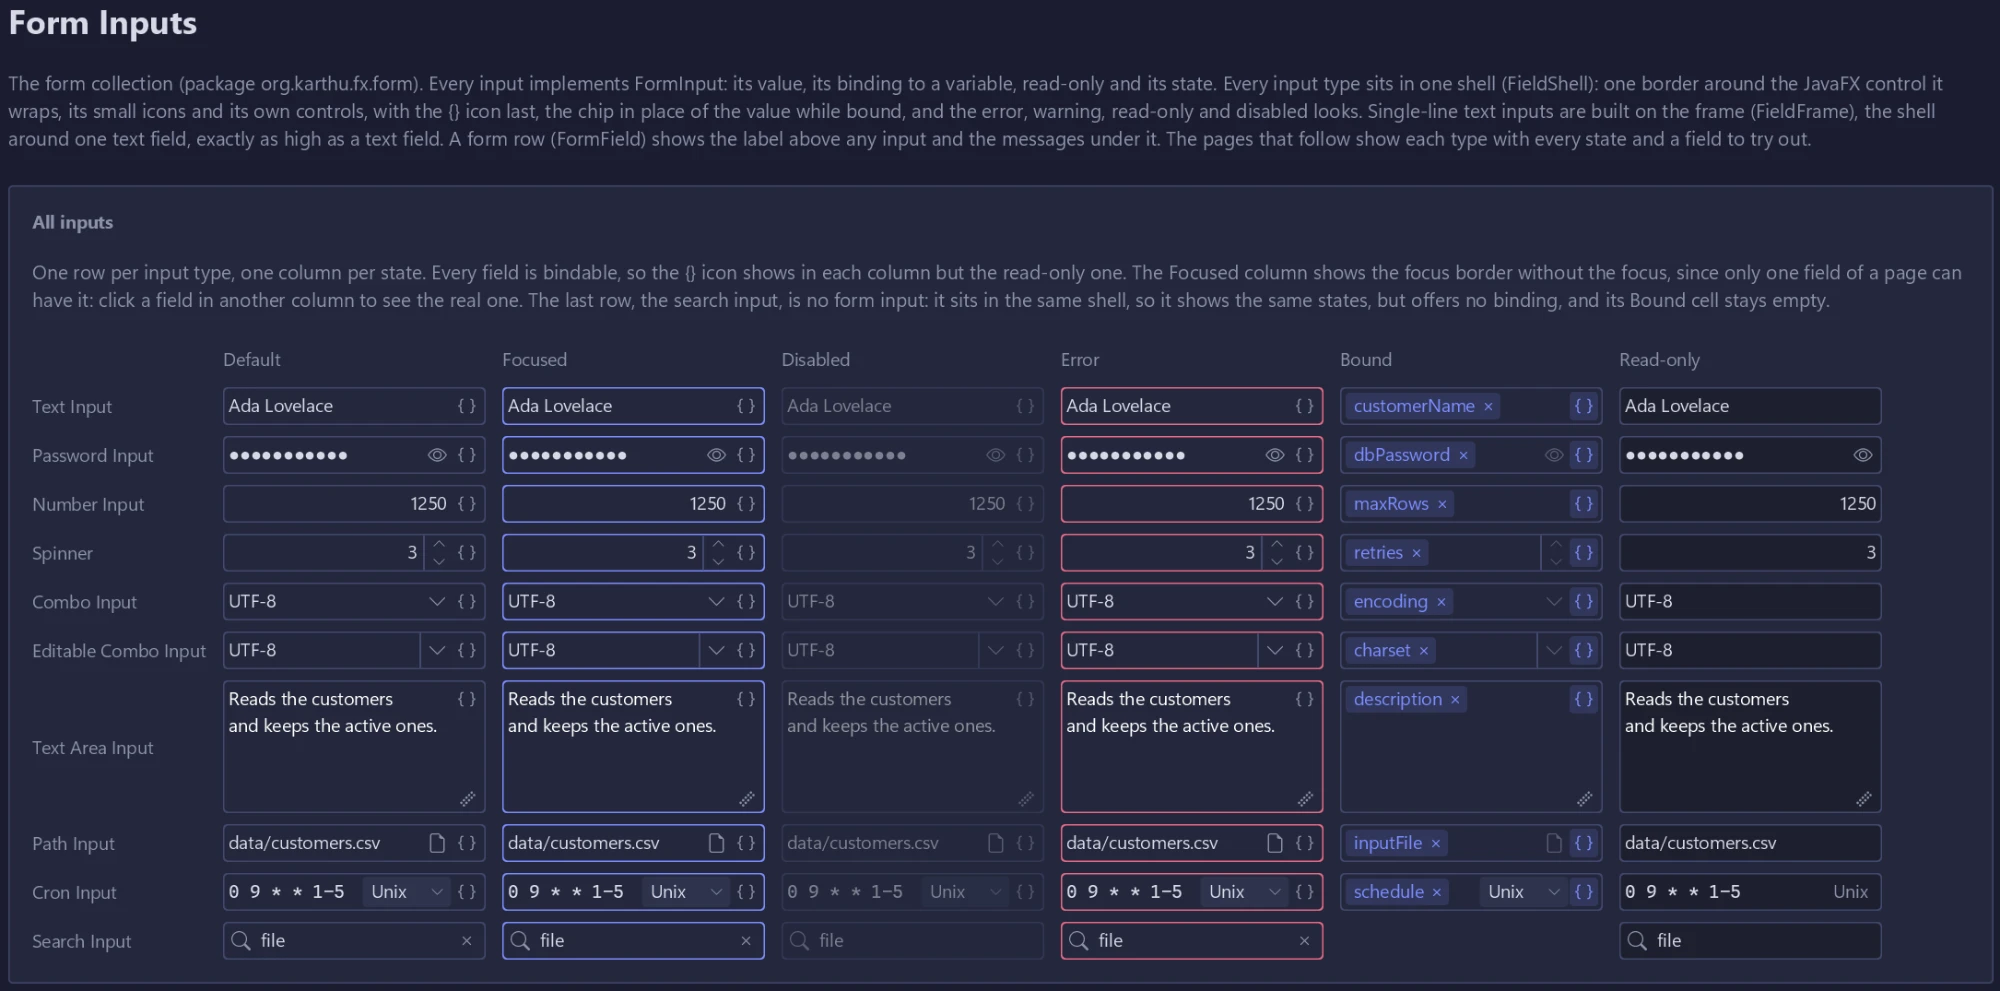 Form Inputs
The form collection (package org.karthu.fx.form). Every input implements FormInput: its value, its binding to a variable, read-only and its state. Every input type sits in one shell (FieldShell): one border around the JavaFX control it
wraps, its small icons and its own controls, with the {} icon last, the chip in place of the value while bound, and the error, warning, read-only and disabled looks. Single-line text inputs are built on the frame (FieldFrame), the shell
around one text field, exactly as high as a text field. A form row (FormField) shows the label above any input and the messages under it. The pages that follow show each type with every state and a field to try out.
All inputs
One row per input type, one column per state. Every field is bindable, so the {} icon shows in each column but the read-only one. The Focused column shows the focus border without the focus, since only one field of a page can
have it: click a field in another column to see the real one. The last row, the search input, is no form input: it sits in the same shell, so it shows the same states, but offers no binding, and its Bound cell stays empty.
Default Focused Disabled Error Bound Read-only
Text Input Ada Lovelace { } Ada Lovelace { } Ada Lovelace { } Ada Lovelace { } customerName × { } Ada Lovelace
Password Input ●●●●●●●●●●● { } ●●●●●●●●●●● { } ●●●●●●●●●●● { } ●●●●●●●●●●● { } dbPassword × { } ●●●●●●●●●●●
Number Input 1250 { } 1250 { } 1250 { } 1250 { } maxRows × { } 1250
Spinner 3 { } 3 { } 3 { } 3 { } retries × { } 3
Combo Input UTF-8 { } UTF-8 { } UTF-8 { } UTF-8 { } encoding × { } UTF-8
Editable Combo Input UTF-8 { } UTF-8 { } UTF-8 { } UTF-8 { } charset × { } UTF-8
Reads the customers { } Reads the customers { } Reads the customers { } Reads the customers { } description × { } Reads the customers
and keeps the active ones. and keeps the active ones. and keeps the active ones. and keeps the active ones. and keeps the active ones.
Text Area Input
Path Input data/customers.csv { } data/customers.csv { } data/customers.csv { } data/customers.csv { } inputFile × { } data/customers.csv
Cron Input 0 9 * * 1-5 Unix { } 0 9 * * 1-5 Unix { } 0 9 * * 1-5 Unix { } 0 9 * * 1-5 Unix { } schedule × Unix { } 0 9 * * 1-5 Unix
Search Input file × file × file file × file